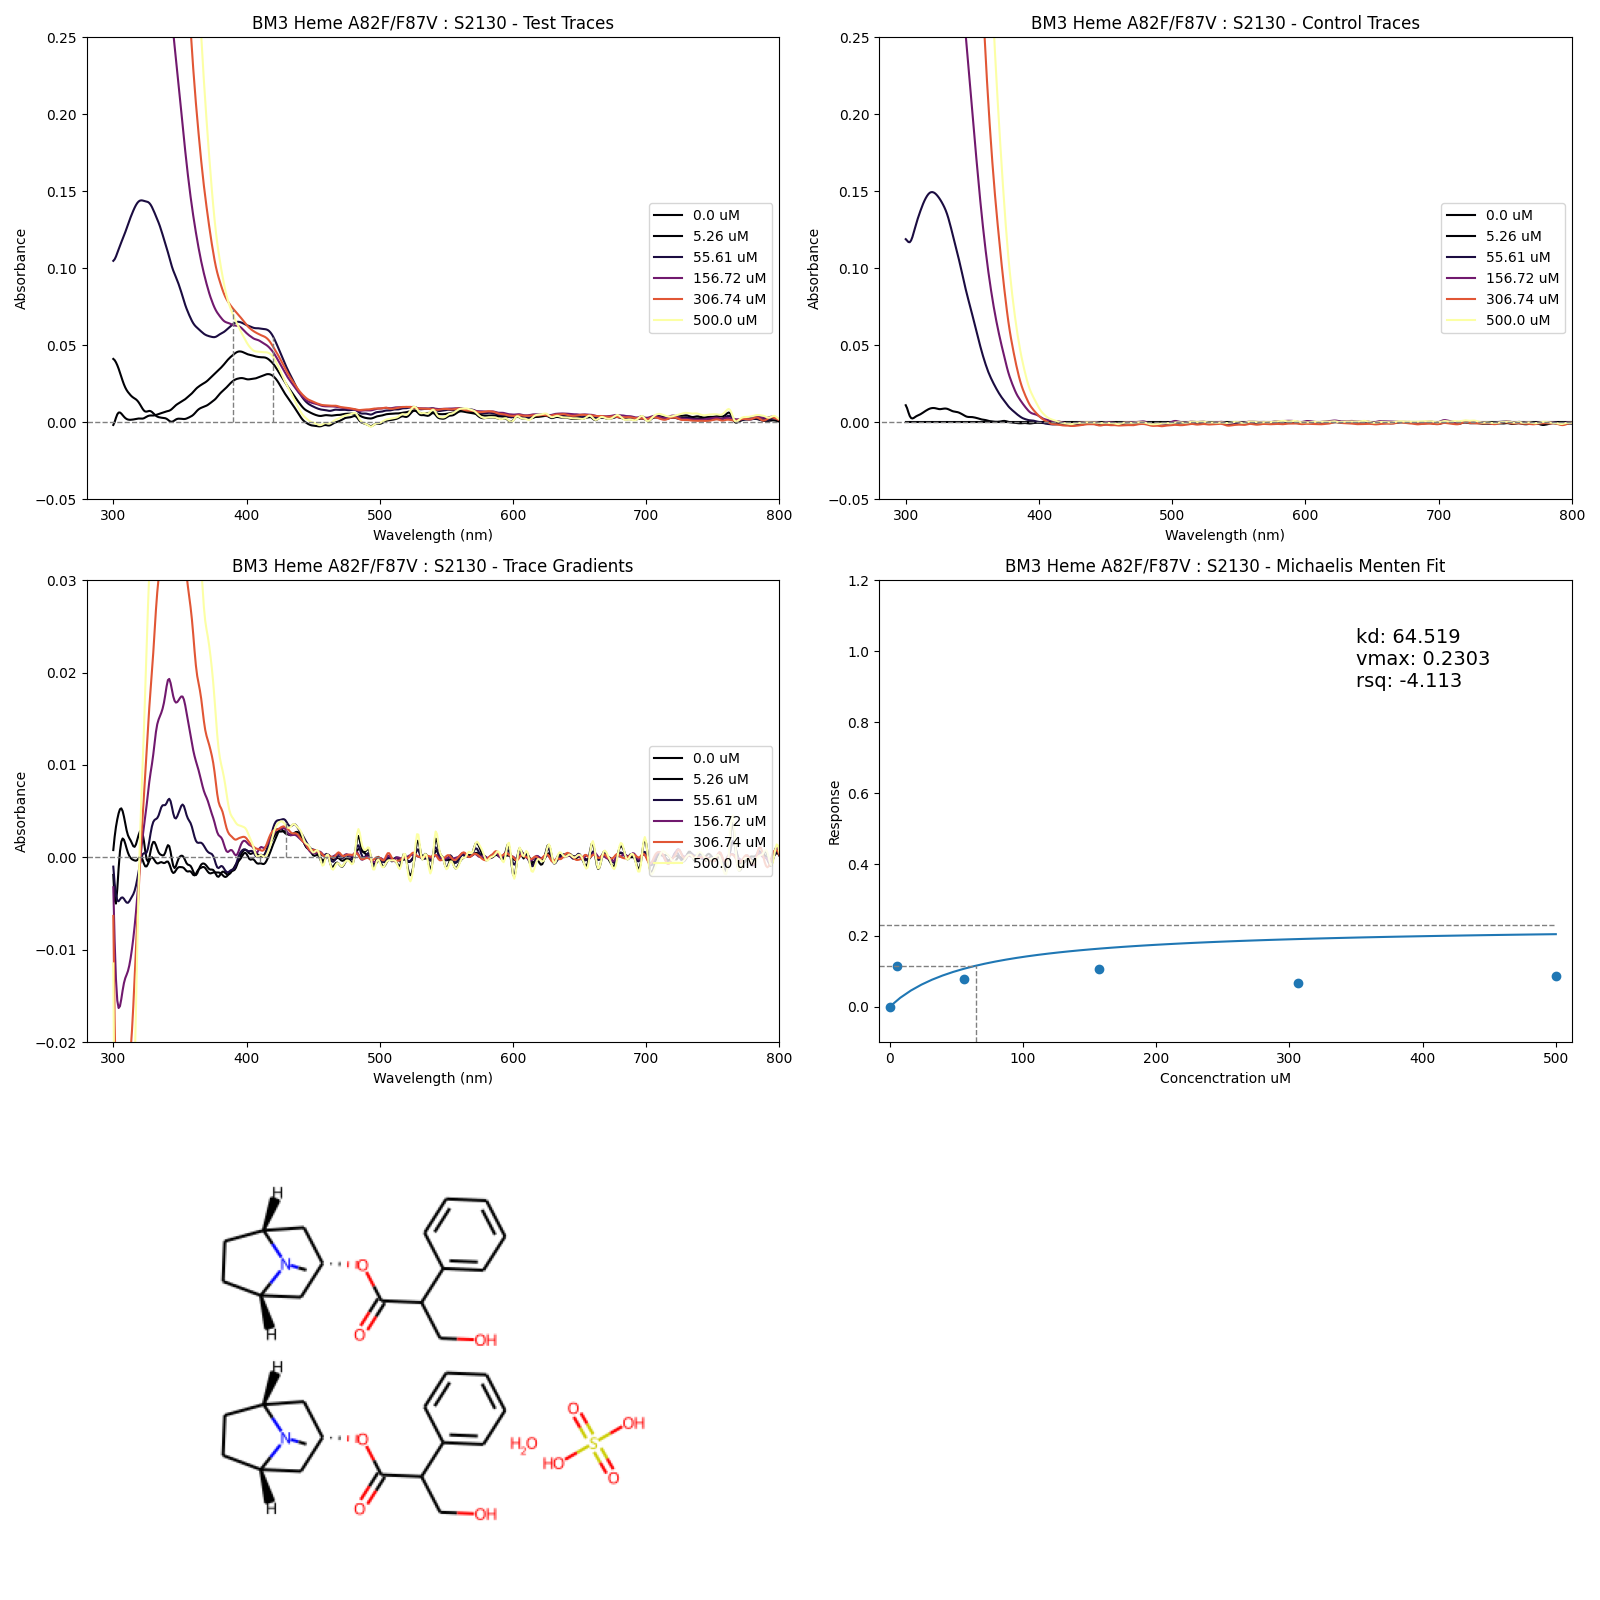 BM3 Heme A82F/F87V : S2130 - Test Traces
0.25
0.20
0.15
0.10
0.05
0.00
−0.05
Absorbance
300 400 500 600 700 800
Wavelength (nm)
0.0 uM
5.26 uM
55.61 uM
156.72 uM
306.74 uM
500.0 uM
BM3 Heme A82F/F87V : S2130 - Control Traces
0.25
0.20
0.15
0.10
0.05
0.00
−0.05
Absorbance
300 400 500 600 700 800
Wavelength (nm)
0.0 uM
5.26 uM
55.61 uM
156.72 uM
306.74 uM
500.0 uM
BM3 Heme A82F/F87V : S2130 - Trace Gradients
0.03
0.02
0.01
0.00
−0.01
−0.02
Absorbance
300 400 500 600 700 800
Wavelength (nm)
0.0 uM
5.26 uM
55.61 uM
156.72 uM
306.74 uM
500.0 uM
BM3 Heme A82F/F87V : S2130 - Michaelis Menten Fit
1.2
1.0
0.8
0.6
0.4
0.2
0.0
Response
kd: 64.519
vmax: 0.2303
rsq: -4.113
0 100 200 300 400 500
Concenctration uM
H
N
O
H
O
OH
H
N
O
H
O
OH
H2O
O
OH
S
HO
O